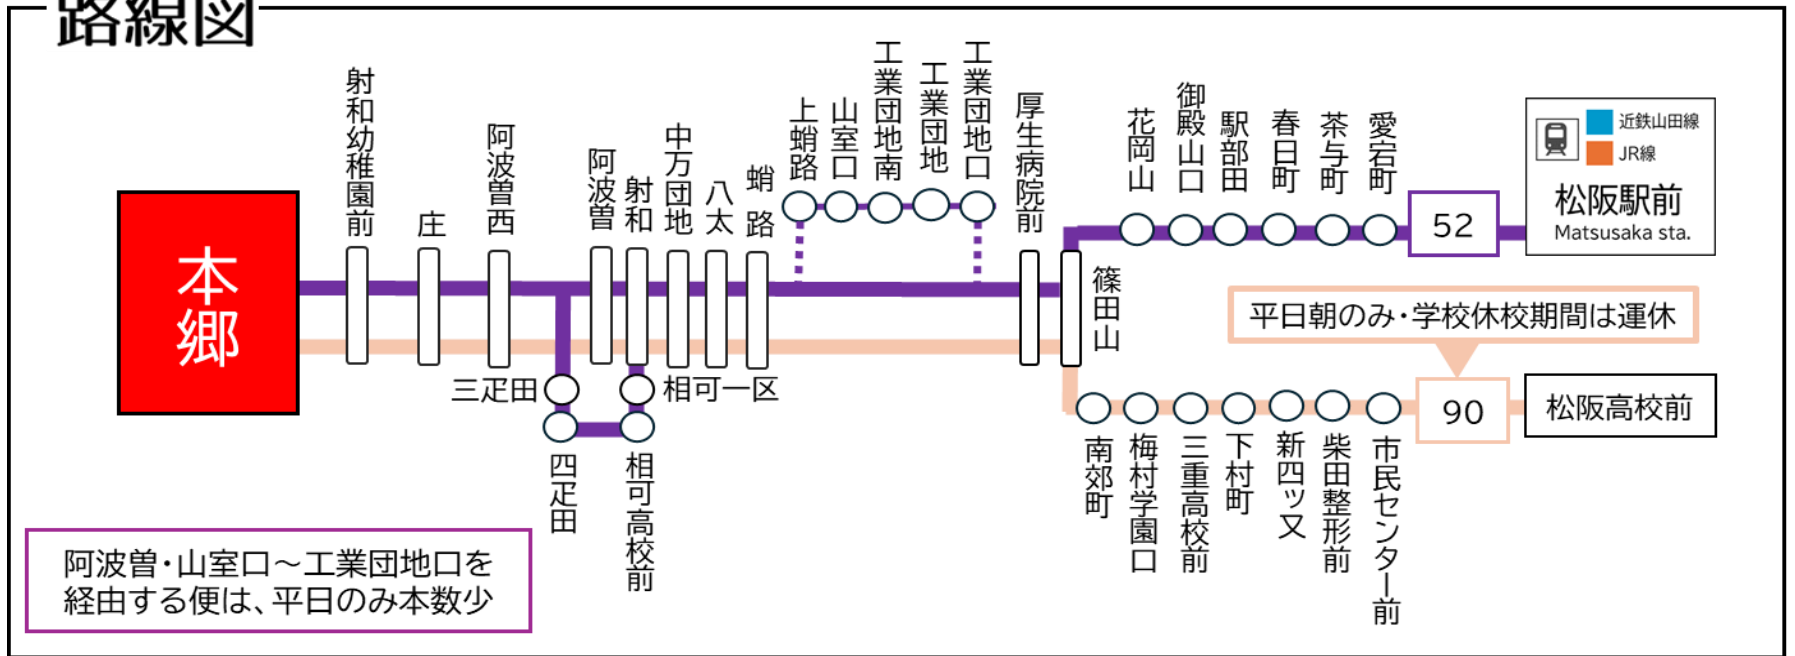 路線図
本郷
射和幼稚園前
庄
阿波曽西
阿波曽
射和
中万団地
八太
蛸路
上蛸路
山室口
工業団地南
工業団地
工業団地口
厚生病院前
篠田山
花岡山
御殿山口
駅部田
春日町
茶与町
愛宕町
52
近鉄山田線
JR線
松阪駅前
Matsusaka sta.
平日朝のみ・学校休校期間は運休
三疋田
相可一区
四疋田
相可高校前
南郊町
梅村学園口
三重高校前
下村町
新四ッ又
柴田整形前
市民センター前
90
松阪高校前
阿波曽・山室口～工業団地口を
経由する便は、平日のみ本数少